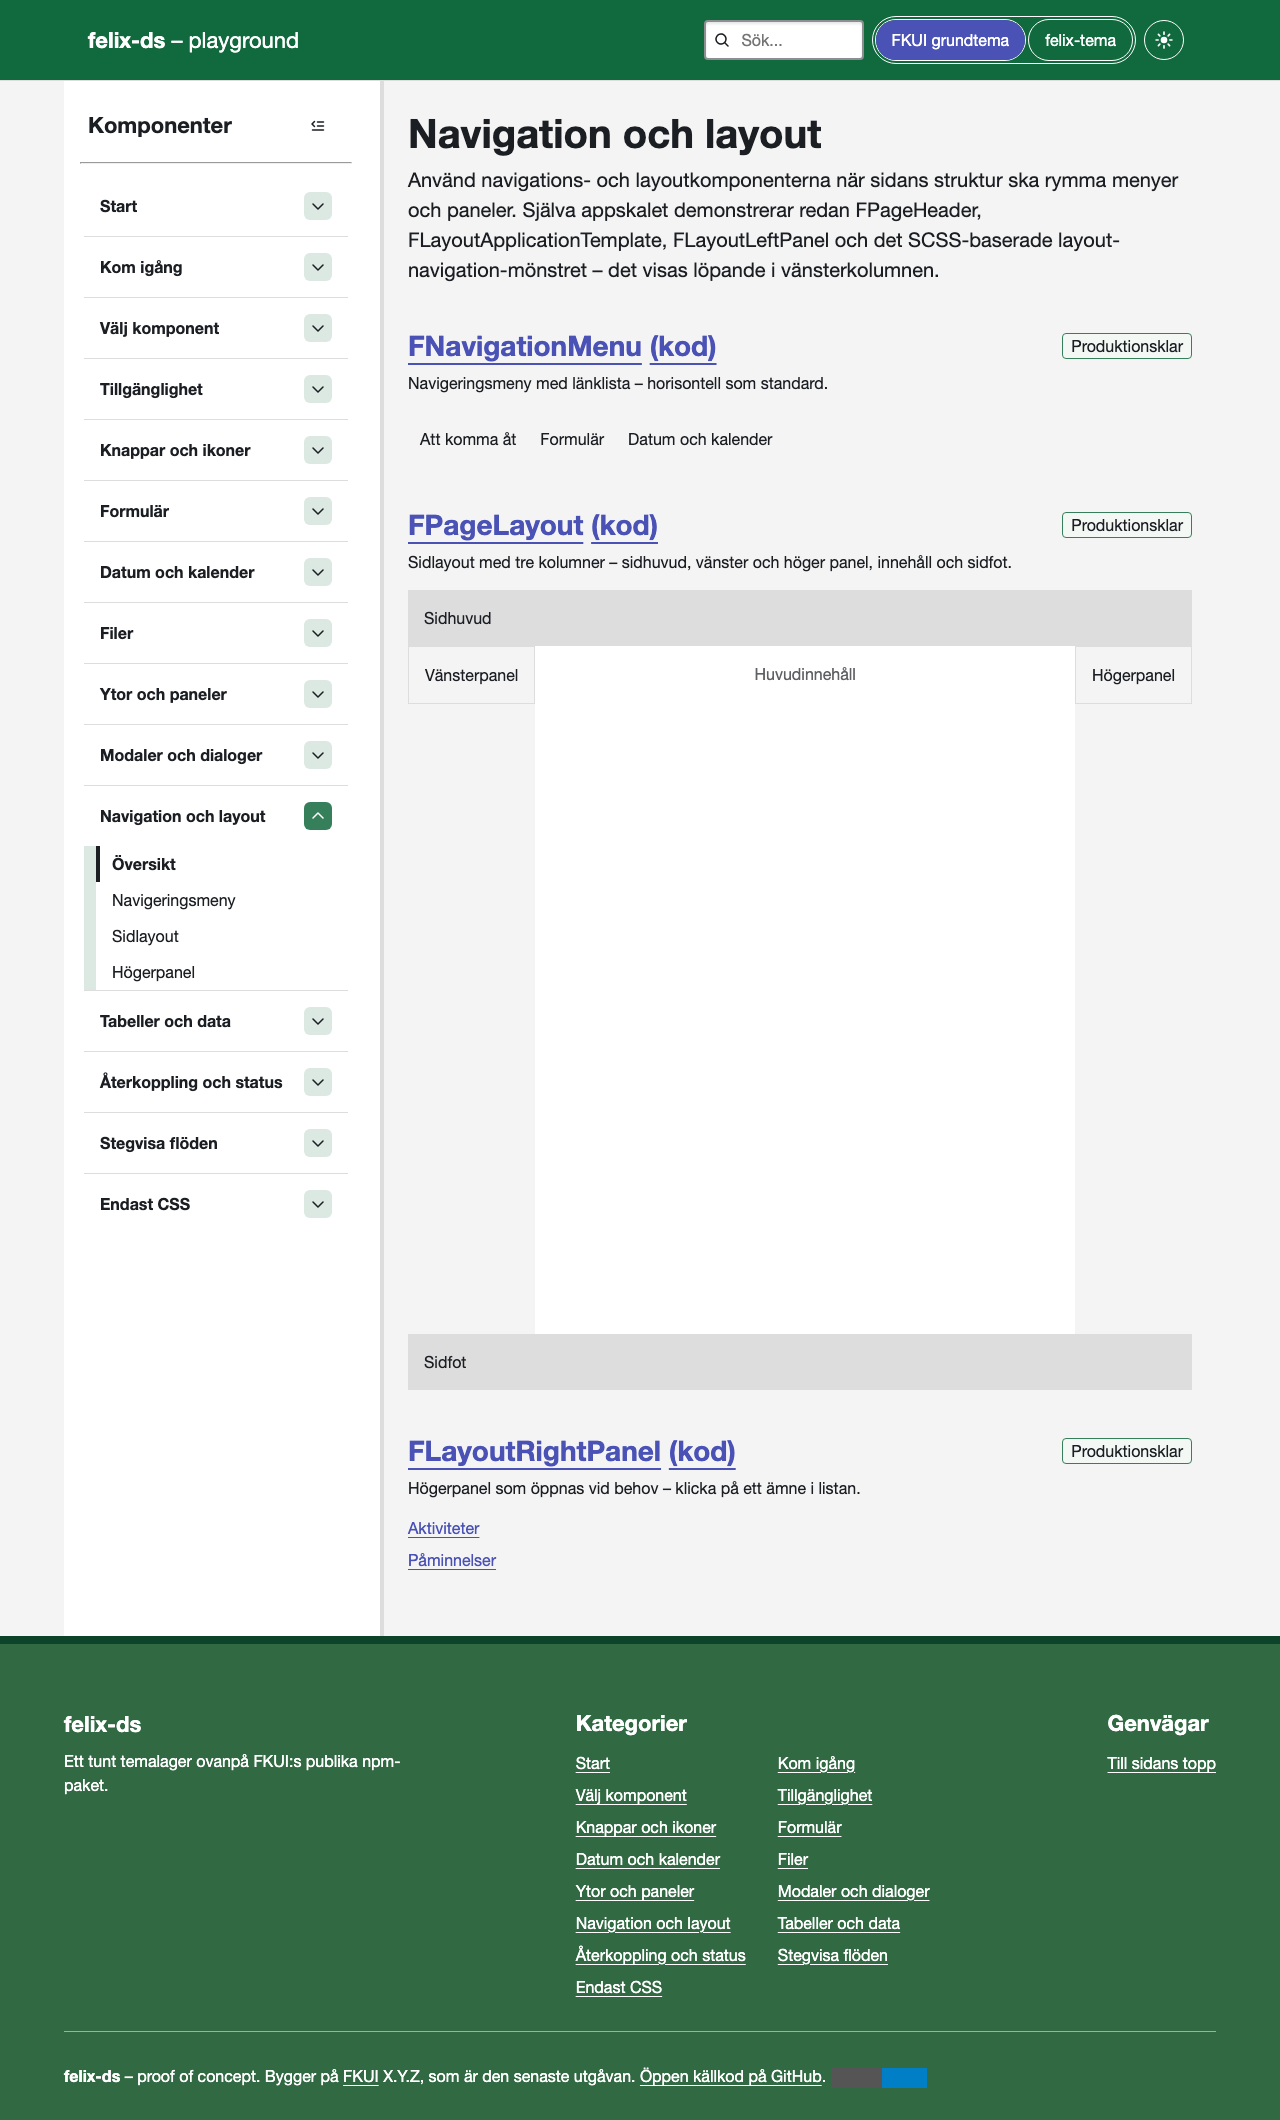 felix-ds – playground
Sök...
FKUI grundtema
felix-tema
Komponenter
Start
Kom igång
Välj komponent
Tillgänglighet
Knappar och ikoner
Formulär
Datum och kalender
Filer
Ytor och paneler
Modaler och dialoger
Navigation och layout
Översikt
Navigeringsmeny
Sidlayout
Högerpanel
Tabeller och data
Återkoppling och status
Stegvisa flöden
Endast CSS
Navigation och layout
Använd navigations- och layoutkomponenterna när sidans struktur ska rymma menyer
och paneler. Själva appskalet demonstrerar redan FPageHeader,
FLayoutApplicationTemplate, FLayoutLeftPanel och det SCSS-baserade layout-
navigation-mönstret – det visas löpande i vänsterkolumnen.
FNavigationMenu (kod)
Produktionsklar
Navigeringsmeny med länklista – horisontell som standard.
Att komma åt
Formulär
Datum och kalender
FPageLayout (kod)
Produktionsklar
Sidlayout med tre kolumner – sidhuvud, vänster och höger panel, innehåll och sidfot.
Sidhuvud
Vänsterpanel
Huvudinnehåll
Högerpanel
Sidfot
FLayoutRightPanel (kod)
Produktionsklar
Högerpanel som öppnas vid behov – klicka på ett ämne i listan.
Aktiviteter
Påminnelser
felix-ds
Ett tunt temalager ovanpå FKUI:s publika npm-
paket.
Kategorier
Start
Kom igång
Välj komponent
Tillgänglighet
Knappar och ikoner
Formulär
Datum och kalender
Filer
Ytor och paneler
Modaler och dialoger
Navigation och layout
Tabeller och data
Återkoppling och status
Stegvisa flöden
Endast CSS
Genvägar
Till sidans topp
felix-ds – proof of concept. Bygger på FKUI X.Y.Z, som är den senaste utgåvan. Öppen källkod på GitHub.